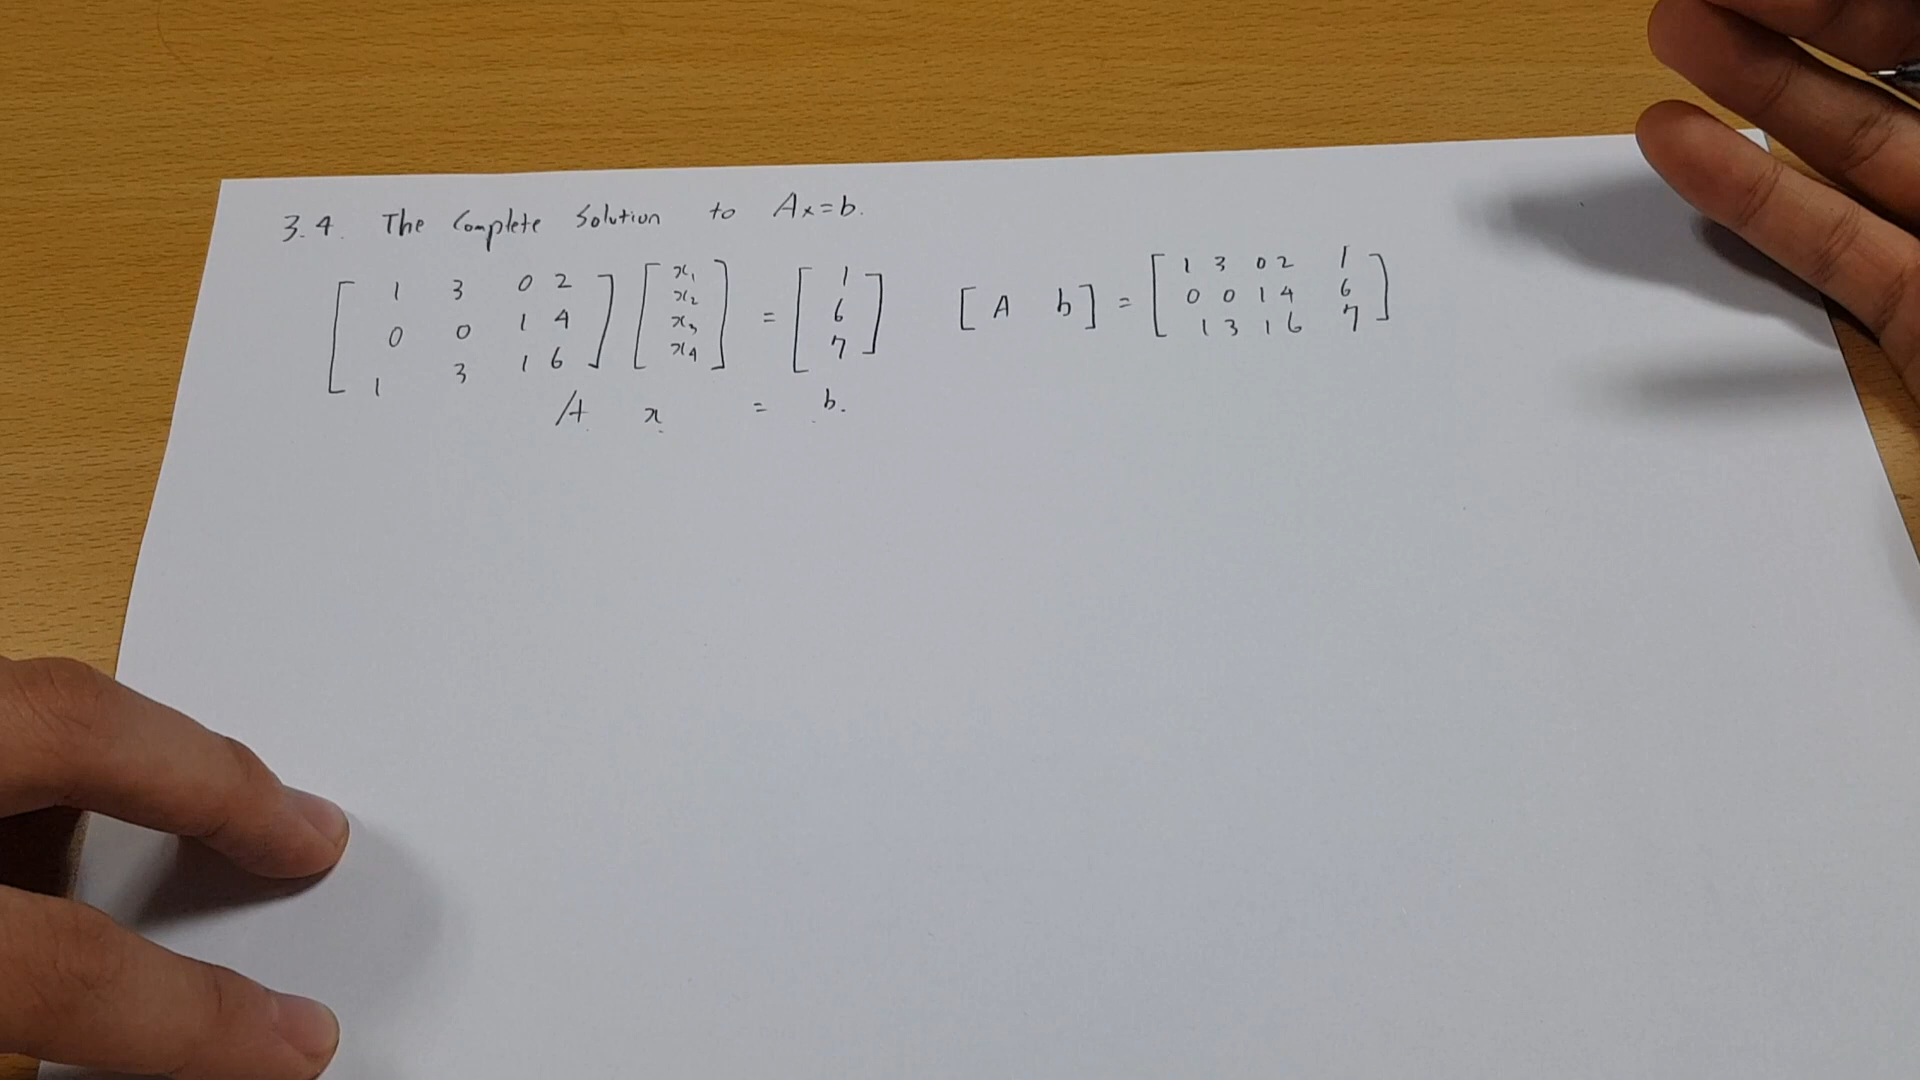 3.4. The Complete Solution to Ax=b.
[ 1 3 0 2 ] [ x₁ ] = [ 1 ] [ A b ] = [ 1 3 0 2 1 ]
[ 0 0 1 4 ] [ x₂ ] [ 6 ] [ 0 0 1 4 6 ]
[ 1 3 1 6 ] [ x₃ ] [ 7 ] [ 1 3 1 6 7 ]
[ x₄ ]
A x = b.